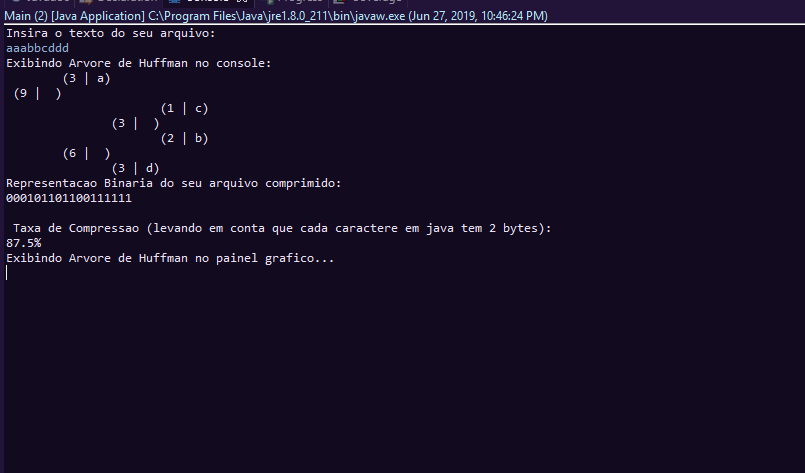 Main (2) [Java Application] C:\Program Files\Java\jre1.8.0_211\bin\javaw.exe (Jun 27, 2019, 10:46:24 PM)
Insira o texto do seu arquivo:
aaabbcddd
Exibindo Arvore de Huffman no console:
(3 | a)
(9 |  )
(1 | c)
(3 |  )
(2 | b)
(6 |  )
(3 | d)
Representacao Binaria do seu arquivo comprimido:
000101101100111111
Taxa de Compressao (levando em conta que cada caractere em java tem 2 bytes):
87.5%
Exibindo Arvore de Huffman no painel grafico...